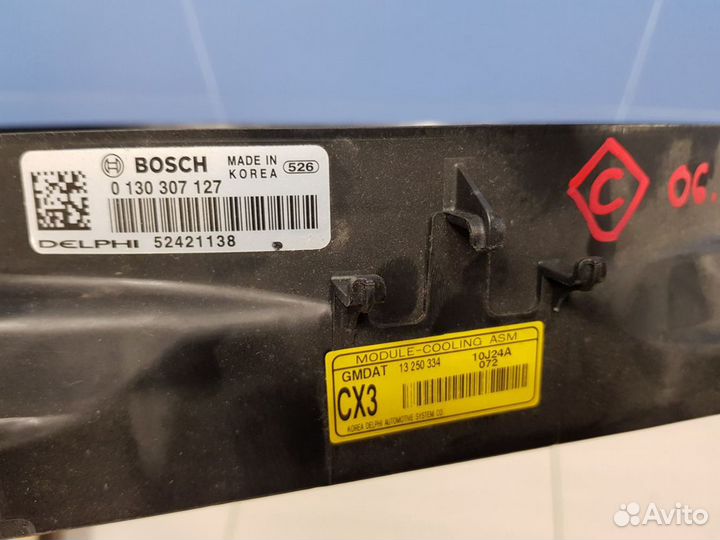 BOSCH MADE IN KOREA 526
0 130 307 127
DELPHI 52421138
C 06.
MODULE-COOLING ASM
GMDAT 13 250 334 10J24A
072
CX3
KOREA DELPHI AUTOMOTIVE SYSTEM CO.
Avito